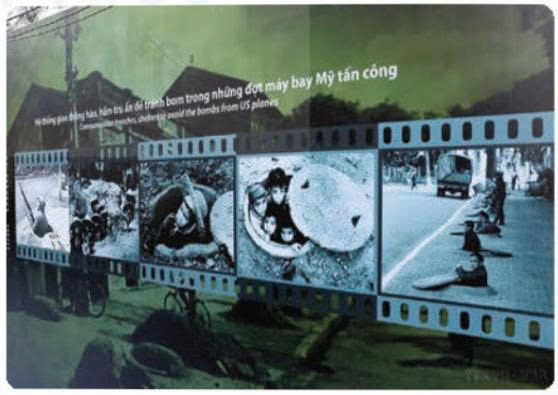 Hệ thống giao thông hào, hầm trú ẩn để tránh bom trong những đợt máy bay Mỹ tấn công
trenches, shelters to avoid the bombs from US planes